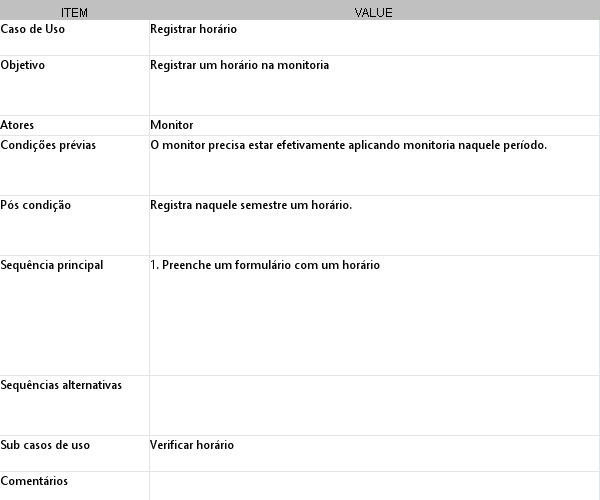 ITEM VALUE
Caso de Uso Registrar horário
Objetivo Registrar um horário na monitoria
Atores Monitor
Condições prévias O monitor precisa estar efetivamente aplicando monitoria naquele período.
Pós condição Registra naquele semestre um horário.
Sequência principal 1. Preenche um formulário com um horário
Sequências alternativas
Sub casos de uso Verificar horário
Comentários